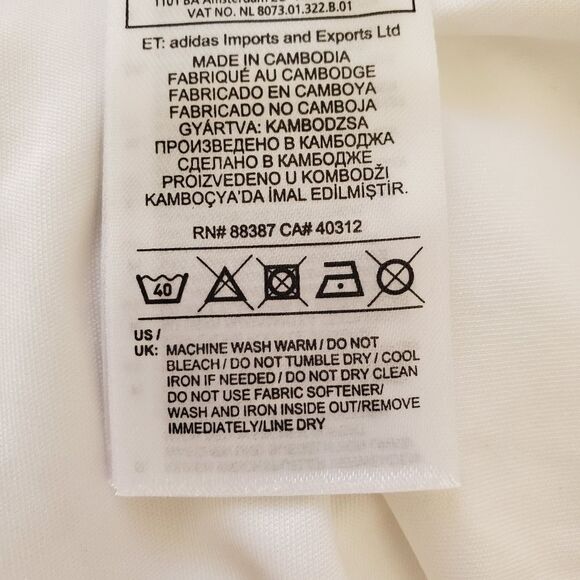 1101 BA Amsterdam
VAT NO. NL 8073.01.322.B.01
ET: adidas Imports and Exports Ltd
MADE IN CAMBODIA
FABRIQUÉ AU CAMBODGE
FABRICADO EN CAMBOYA
FABRICADO NO CAMBOJA
GYÁRTVA: KAMBODZSA
ПРОИЗВЕДЕНО В КАМБОДЖА
СДЕЛАНО В КАМБОДЖЕ
PROIZVEDENO U KOMBODŽI
KAMBOÇYA'DA İMAL EDİLMİŞTİR.
RN# 88387 CA# 40312
40
US /
UK: MACHINE WASH WARM / DO NOT
BLEACH / DO NOT TUMBLE DRY / COOL
IRON IF NEEDED / DO NOT DRY CLEAN
DO NOT USE FABRIC SOFTENER/
WASH AND IRON INSIDE OUT/REMOVE
IMMEDIATELY/LINE DRY